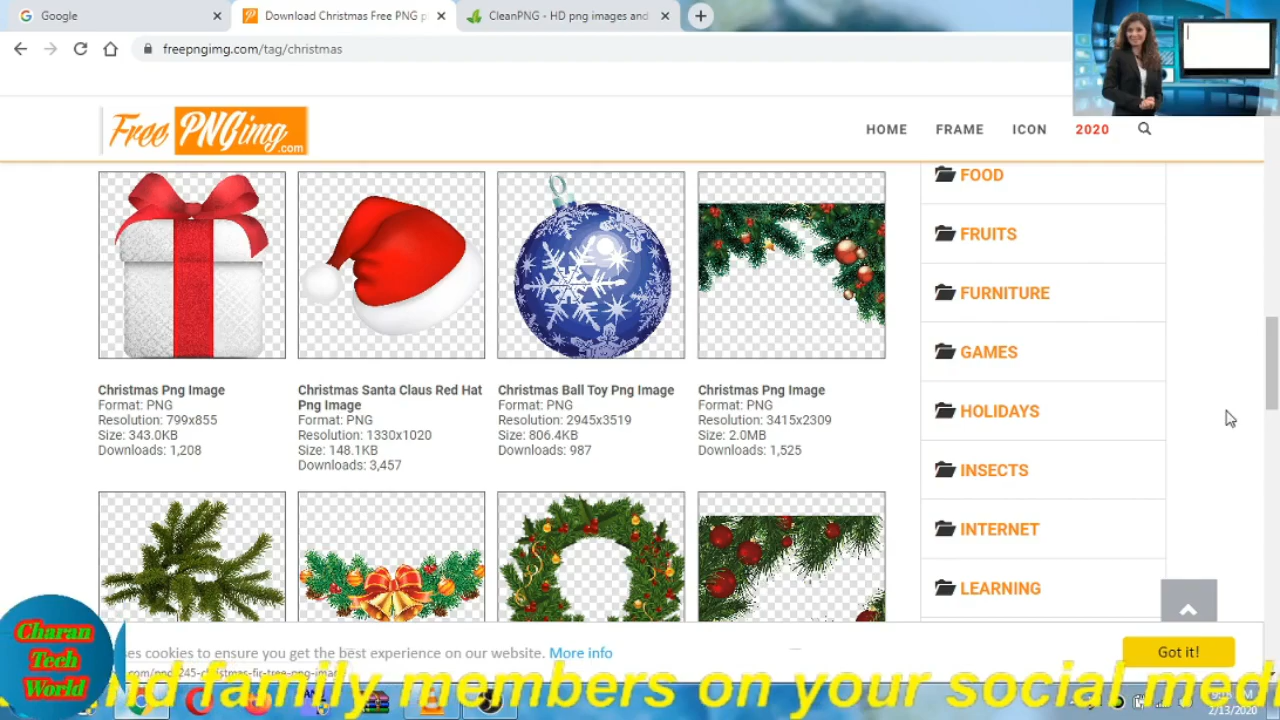 Google
Download Christmas Free PNG p
CleanPNG - HD png images and
freepngimg.com/tag/christmas
Free PNGimg .com
HOME
FRAME
ICON
2020
FOOD
FRUITS
FURNITURE
GAMES
HOLIDAYS
INSECTS
INTERNET
LEARNING
Christmas Png Image
Format: PNG
Resolution: 799x855
Size: 343.0KB
Downloads: 1,208
Christmas Santa Claus Red Hat
Png Image
Format: PNG
Resolution: 1330x1020
Size: 148.1KB
Downloads: 3,457
Christmas Ball Toy Png Image
Format: PNG
Resolution: 2945x3519
Size: 806.4KB
Downloads: 987
Christmas Png Image
Format: PNG
Resolution: 3415x2309
Size: 2.0MB
Downloads: 1,525
Charan
Tech
World
es cookies to ensure you get the best experience on our website. More info
Got it!
nd family members on your social med
2/13/2020